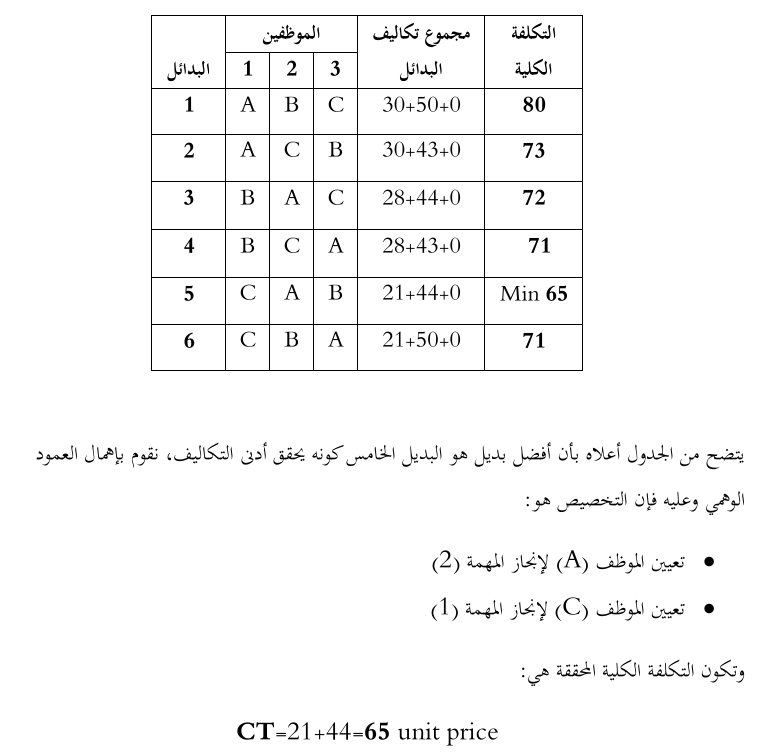 البدائل | الموظفين | مجموع تكاليف | التكلفة
1 | 2 | 3 | البدائل | الكلية
1 | A | B | C | 30+50+0 | 80
2 | A | C | B | 30+43+0 | 73
3 | B | A | C | 28+44+0 | 72
4 | B | C | A | 28+43+0 | 71
5 | C | A | B | 21+44+0 | Min 65
6 | C | B | A | 21+50+0 | 71
يتضح من الجدول أعلاه بأن أفضل بديل هو البديل الخامس كونه يحقق أدنى التكاليف، نقوم بإهمال العمود
الوهمي وعليه فإن التخصيص هو:
• تعيين الموظف (A) لإنجاز المهمة (2)
• تعيين الموظف (C) لإنجاز المهمة (1)
وتكون التكلفة الكلية المحققة هي:
CT=21+44=65 unit price